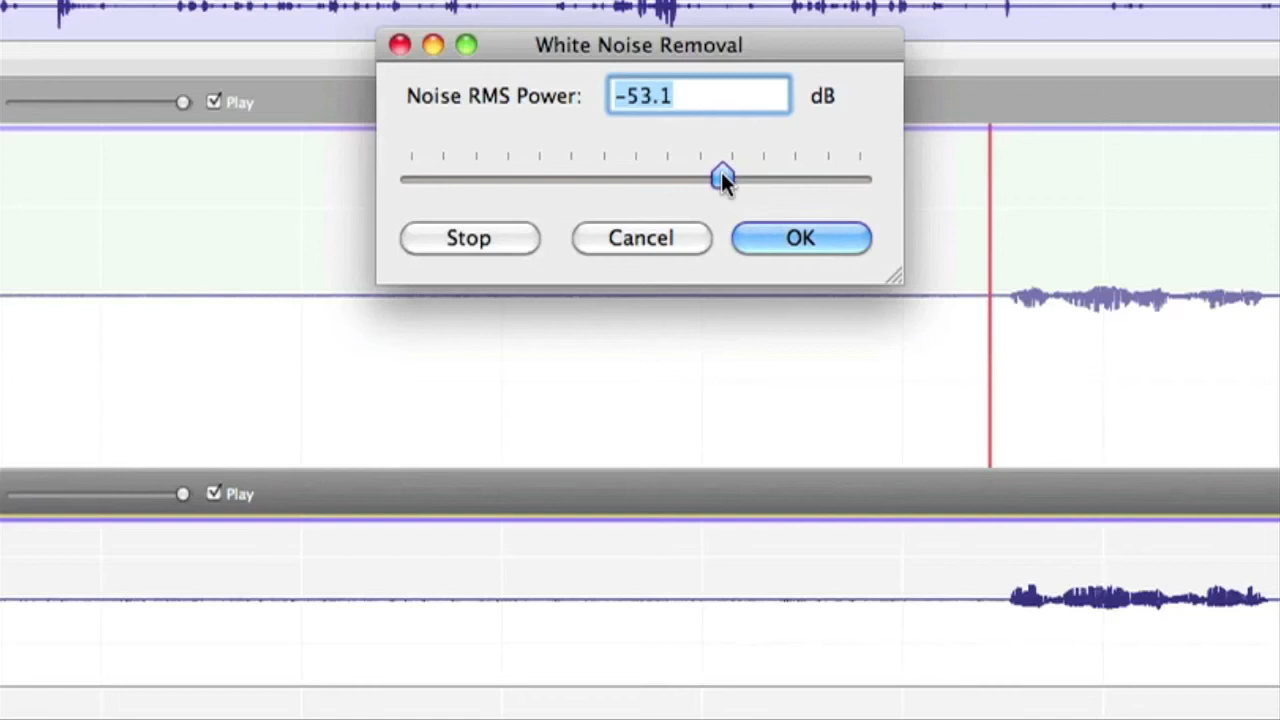 White Noise Removal
Noise RMS Power: -53.1 dB
Play
Stop Cancel OK
Play